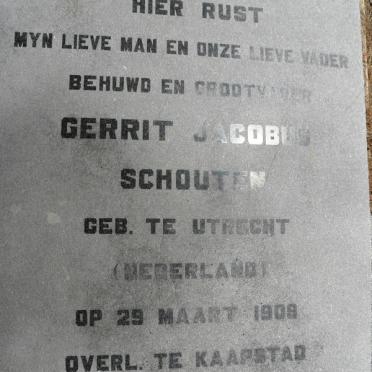 HIER RUST
MYN LIEVE MAN EN ONZE LIEVE VADER
BEHUWD EN GROOTVADER
GERRIT JACOBUS
SCHOUTEN
GEB. TE UTRECHT
(NEDERLAND)
OP 29 MAART 1908
OVERL. TE KAAPSTAD